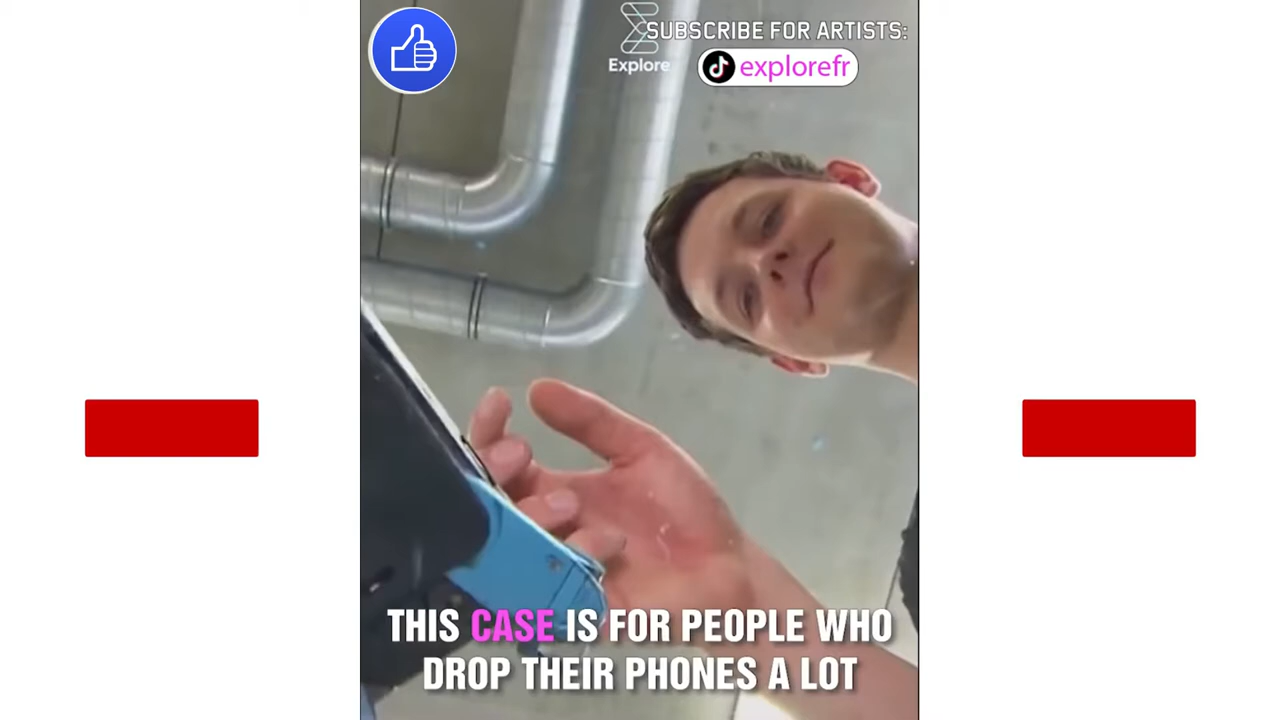 SUBSCRIBE FOR ARTISTS:
Explore
explorefr
THIS CASE IS FOR PEOPLE WHO
DROP THEIR PHONES A LOT